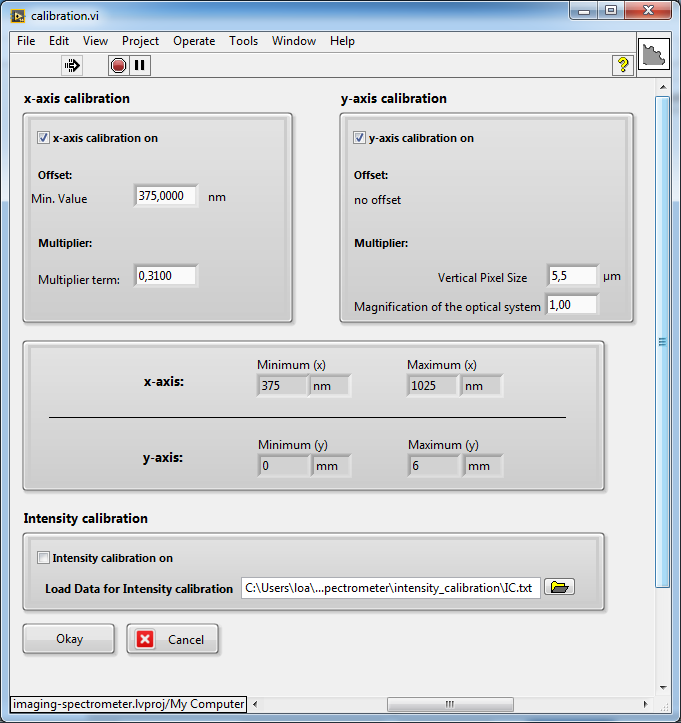 calibration.vi
File Edit View Project Operate Tools Window Help
?
x-axis calibration
x-axis calibration on
Offset:
Min. Value 375,0000 nm
Multiplier:
Multiplier term: 0,3100
y-axis calibration
y-axis calibration on
Offset:
no offset
Multiplier:
Vertical Pixel Size 5,5 µm
Magnification of the optical system 1,00
Minimum (x) Maximum (x)
x-axis: 375 nm 1025 nm
Minimum (y) Maximum (y)
y-axis: 0 mm 6 mm
Intensity calibration
Intensity calibration on
Load Data for Intensity calibration C:\Users\loa\...pectrometer\intensity_calibration\IC.txt
Okay Cancel
imaging-spectrometer.lvproj/My Computer